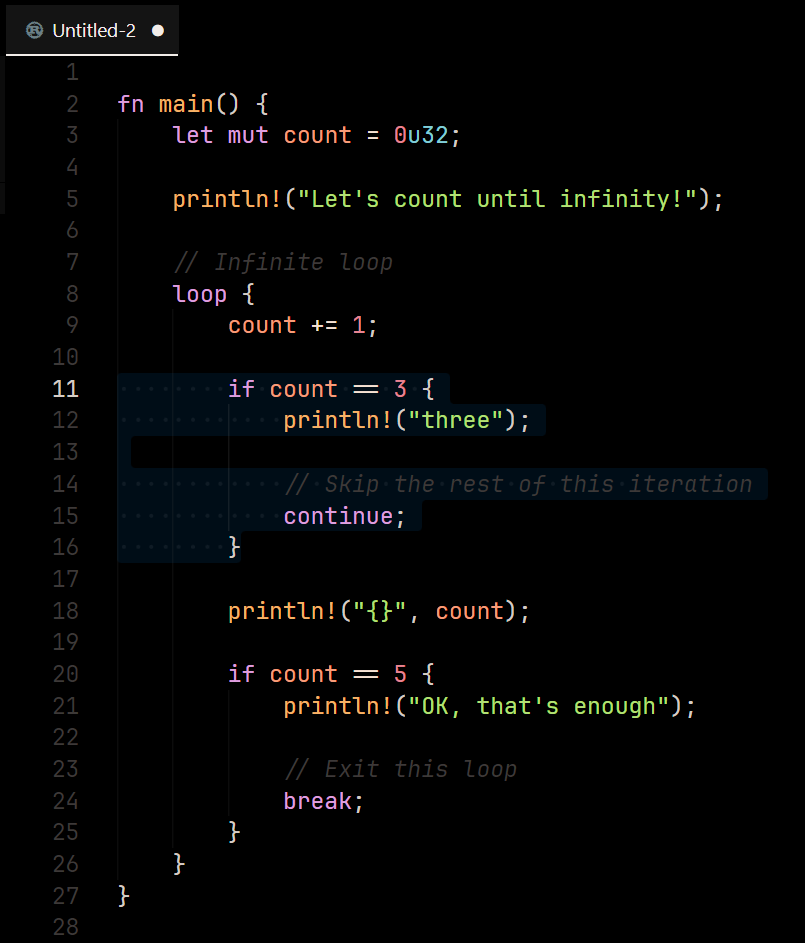 Untitled-2
1
2 fn main() {
3     let mut count = 0u32;
4
5     println!("Let's count until infinity!");
6
7     // Infinite loop
8     loop {
9         count += 1;
10
11         if count == 3 {
12             println!("three");
13
14             // Skip the rest of this iteration
15             continue;
16         }
17
18         println!("{}", count);
19
20         if count == 5 {
21             println!("OK, that's enough");
22
23             // Exit this loop
24             break;
25         }
26     }
27 }
28